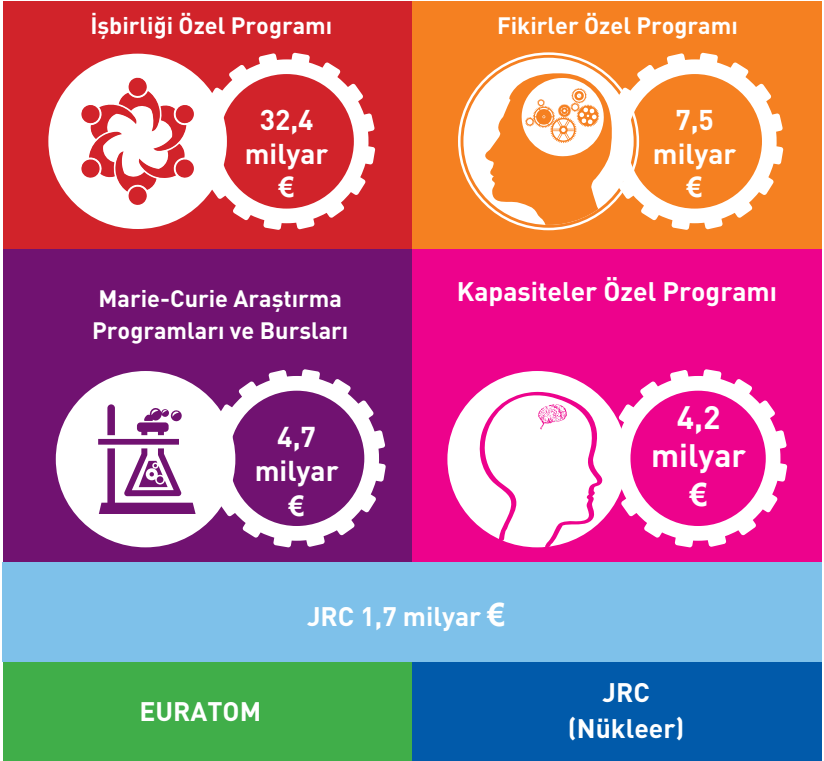 İşbirliği Özel Programı
32,4
milyar
€
Fikirler Özel Programı
7,5
milyar
€
Marie-Curie Araştırma
Programları ve Bursları
4,7
milyar
€
Kapasiteler Özel Programı
4,2
milyar
€
JRC 1,7 milyar €
EURATOM
JRC
(Nükleer)